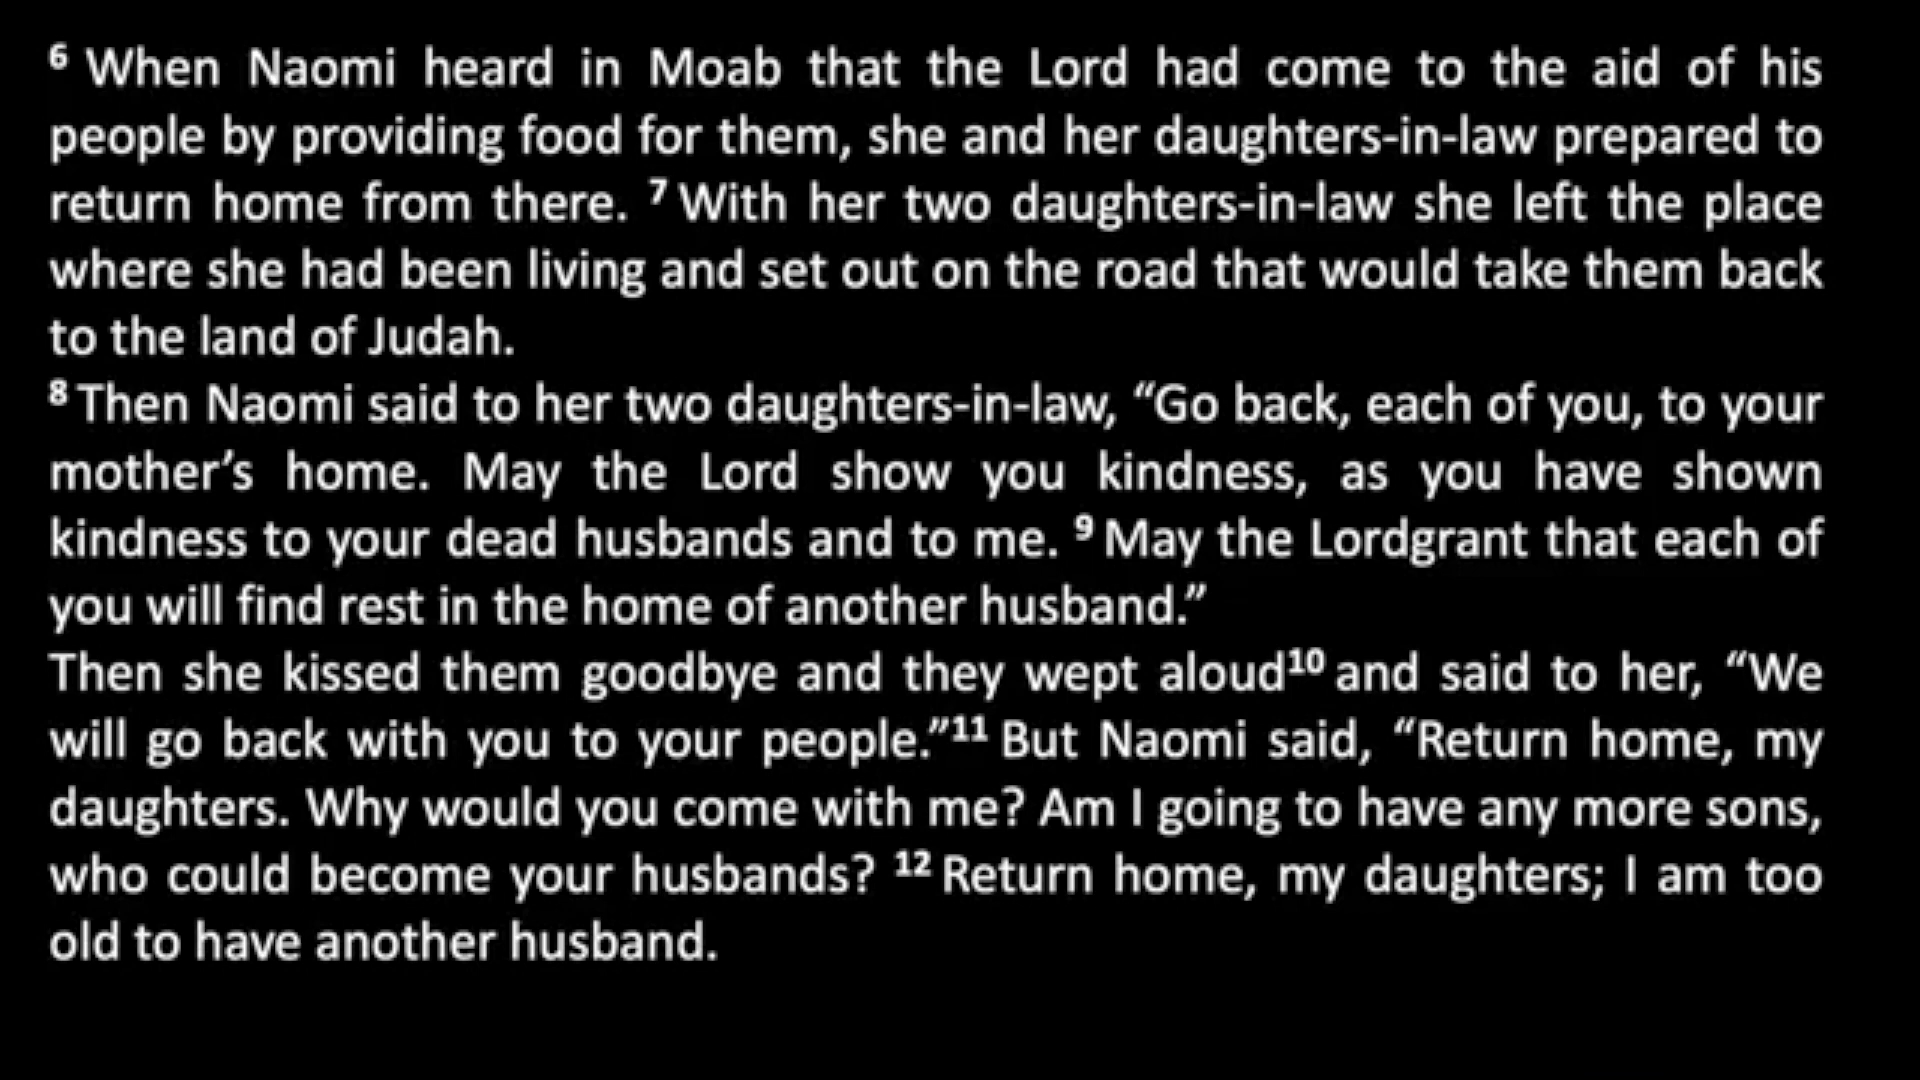 ⁶ When Naomi heard in Moab that the Lord had come to the aid of his
people by providing food for them, she and her daughters-in-law prepared to
return home from there. ⁷ With her two daughters-in-law she left the place
where she had been living and set out on the road that would take them back
to the land of Judah.
⁸ Then Naomi said to her two daughters-in-law, “Go back, each of you, to your
mother’s home. May the Lord show you kindness, as you have shown
kindness to your dead husbands and to me. ⁹ May the Lordgrant that each of
you will find rest in the home of another husband.”
Then she kissed them goodbye and they wept aloud¹⁰ and said to her, “We
will go back with you to your people.”¹¹ But Naomi said, “Return home, my
daughters. Why would you come with me? Am I going to have any more sons,
who could become your husbands? ¹² Return home, my daughters; I am too
old to have another husband.